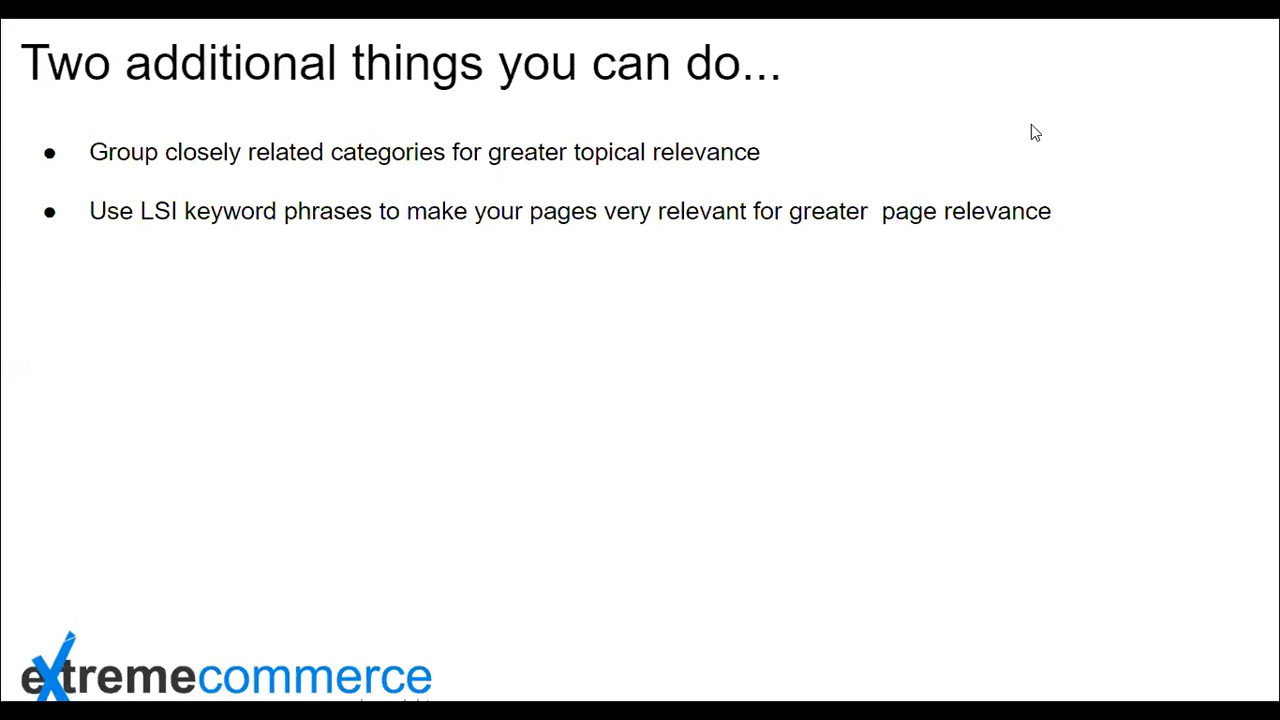 Two additional things you can do...
● Group closely related categories for greater topical relevance
● Use LSI keyword phrases to make your pages very relevant for greater  page relevance
extremecommerce